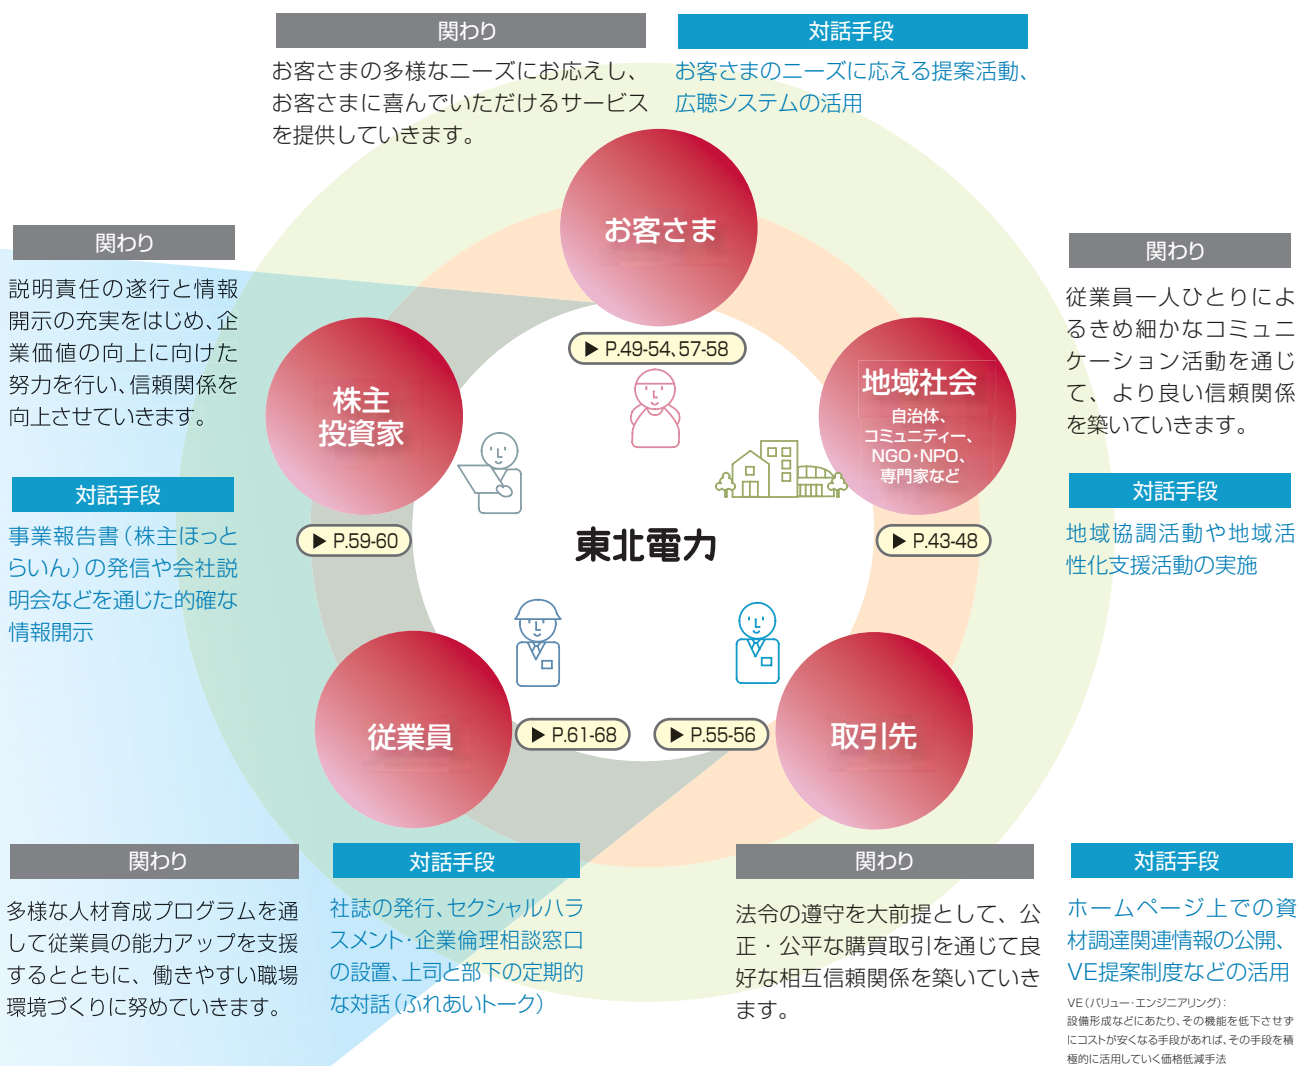 関わり
お客さまの多様なニーズにお応えし、
お客さまに喜んでいただけるサービス
を提供していきます。
対話手段
お客さまのニーズに応える提案活動、
広聴システムの活用
お客さま
▶ P.49-54、57-58
関わり
説明責任の遂行と情報
開示の充実をはじめ、企
業価値の向上に向けた
努力を行い、信頼関係を
向上させていきます。
対話手段
事業報告書（株主ほっと
らいん）の発信や会社説
明会などを通じた的確な
情報開示
株主
投資家
▶ P.59-60
関わり
従業員一人ひとりによ
るきめ細かなコミュニ
ケーション活動を通じ
て、より良い信頼関係
を築いていきます。
対話手段
地域協調活動や地域活
性化支援活動の実施
地域社会
自治体、
コミュニティー、
NGO・NPO、
専門家など
▶ P.43-48
東北電力
従業員
▶ P.61-68
▶ P.55-56
取引先
関わり
多様な人材育成プログラムを通
して従業員の能力アップを支援
するとともに、働きやすい職場
環境づくりに努めていきます。
対話手段
社誌の発行、セクシャルハラ
スメント・企業倫理相談窓口
の設置、上司と部下の定期的
な対話（ふれあいトーク）
関わり
法令の遵守を大前提として、公
正・公平な購買取引を通じて良
好な相互信頼関係を築いていき
ます。
対話手段
ホームページ上での資
材調達関連情報の公開、
VE提案制度などの活用
VE（バリュー・エンジニアリング）：
設備形成などにあたり、その機能を低下させず
にコストが安くなる手段があれば、その手段を積
極的に活用していく価格低減手法